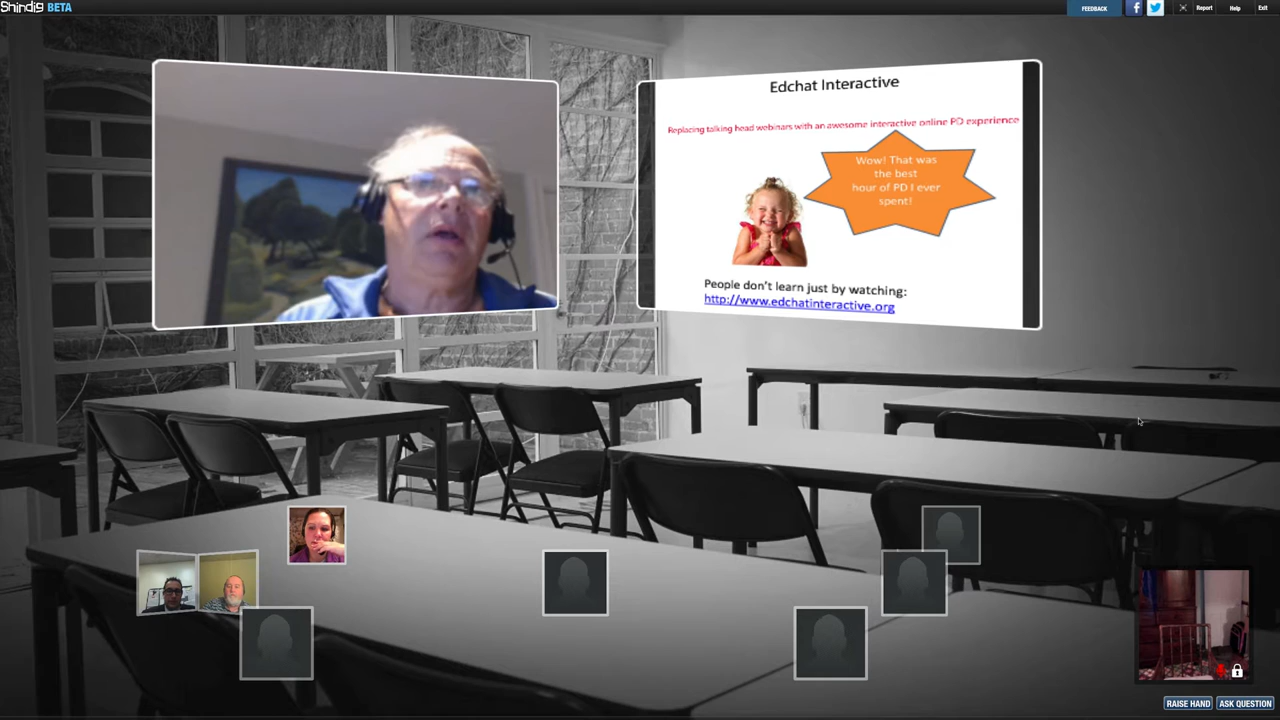 Shindig BETA
FEEDBACK
Report
Help
Exit
Edchat Interactive
Replacing talking head webinars with an awesome interactive online PD experience
Wow! That was
the best
hour of PD I ever
spent!
People don't learn just by watching:
http://www.edchatinteractive.org
RAISE HAND
ASK QUESTION